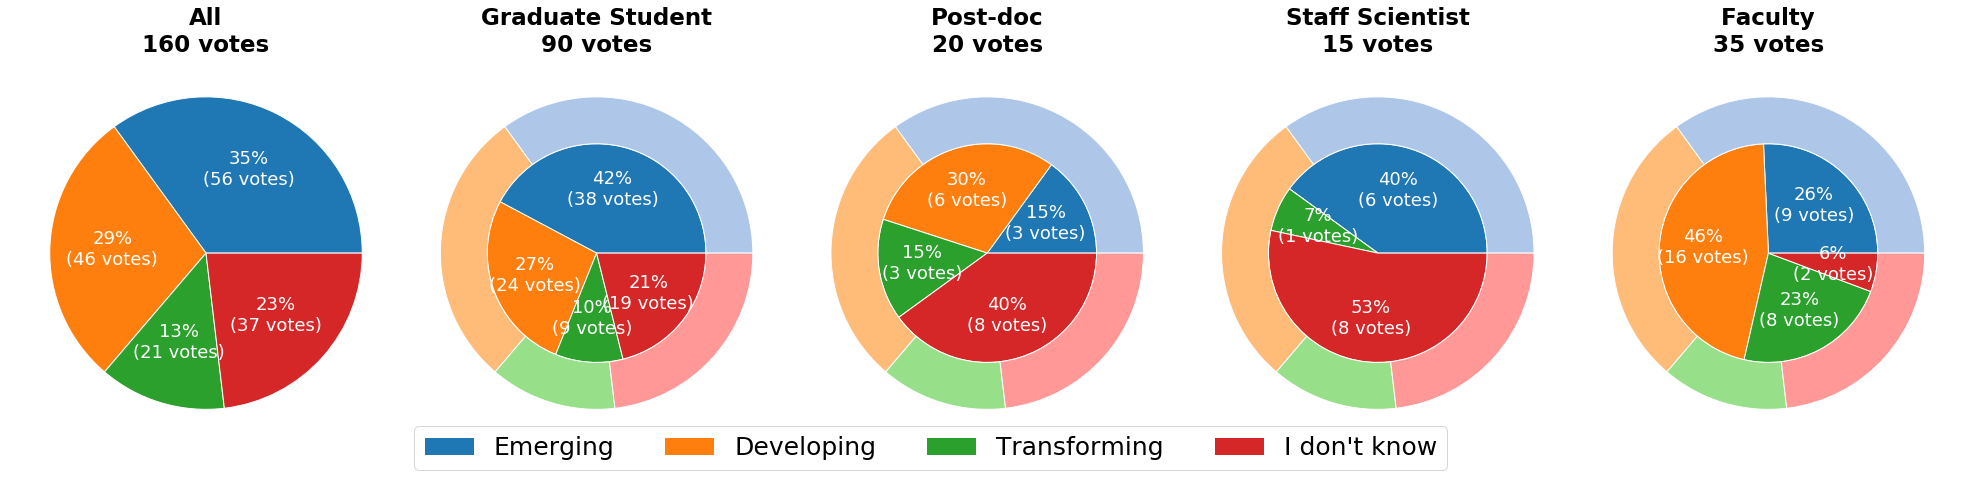 All
160 votes
35%
(56 votes)
29%
(46 votes)
13%
(21 votes)
23%
(37 votes)
Graduate Student
90 votes
42%
(38 votes)
27%
(24 votes)
10%
(9 votes)
21%
(19 votes)
Post-doc
20 votes
15%
(3 votes)
30%
(6 votes)
15%
(3 votes)
40%
(8 votes)
Staff Scientist
15 votes
40%
(6 votes)
7%
(1 votes)
53%
(8 votes)
Faculty
35 votes
26%
(9 votes)
46%
(16 votes)
23%
(8 votes)
6%
(2 votes)
Emerging
Developing
Transforming
I don't know